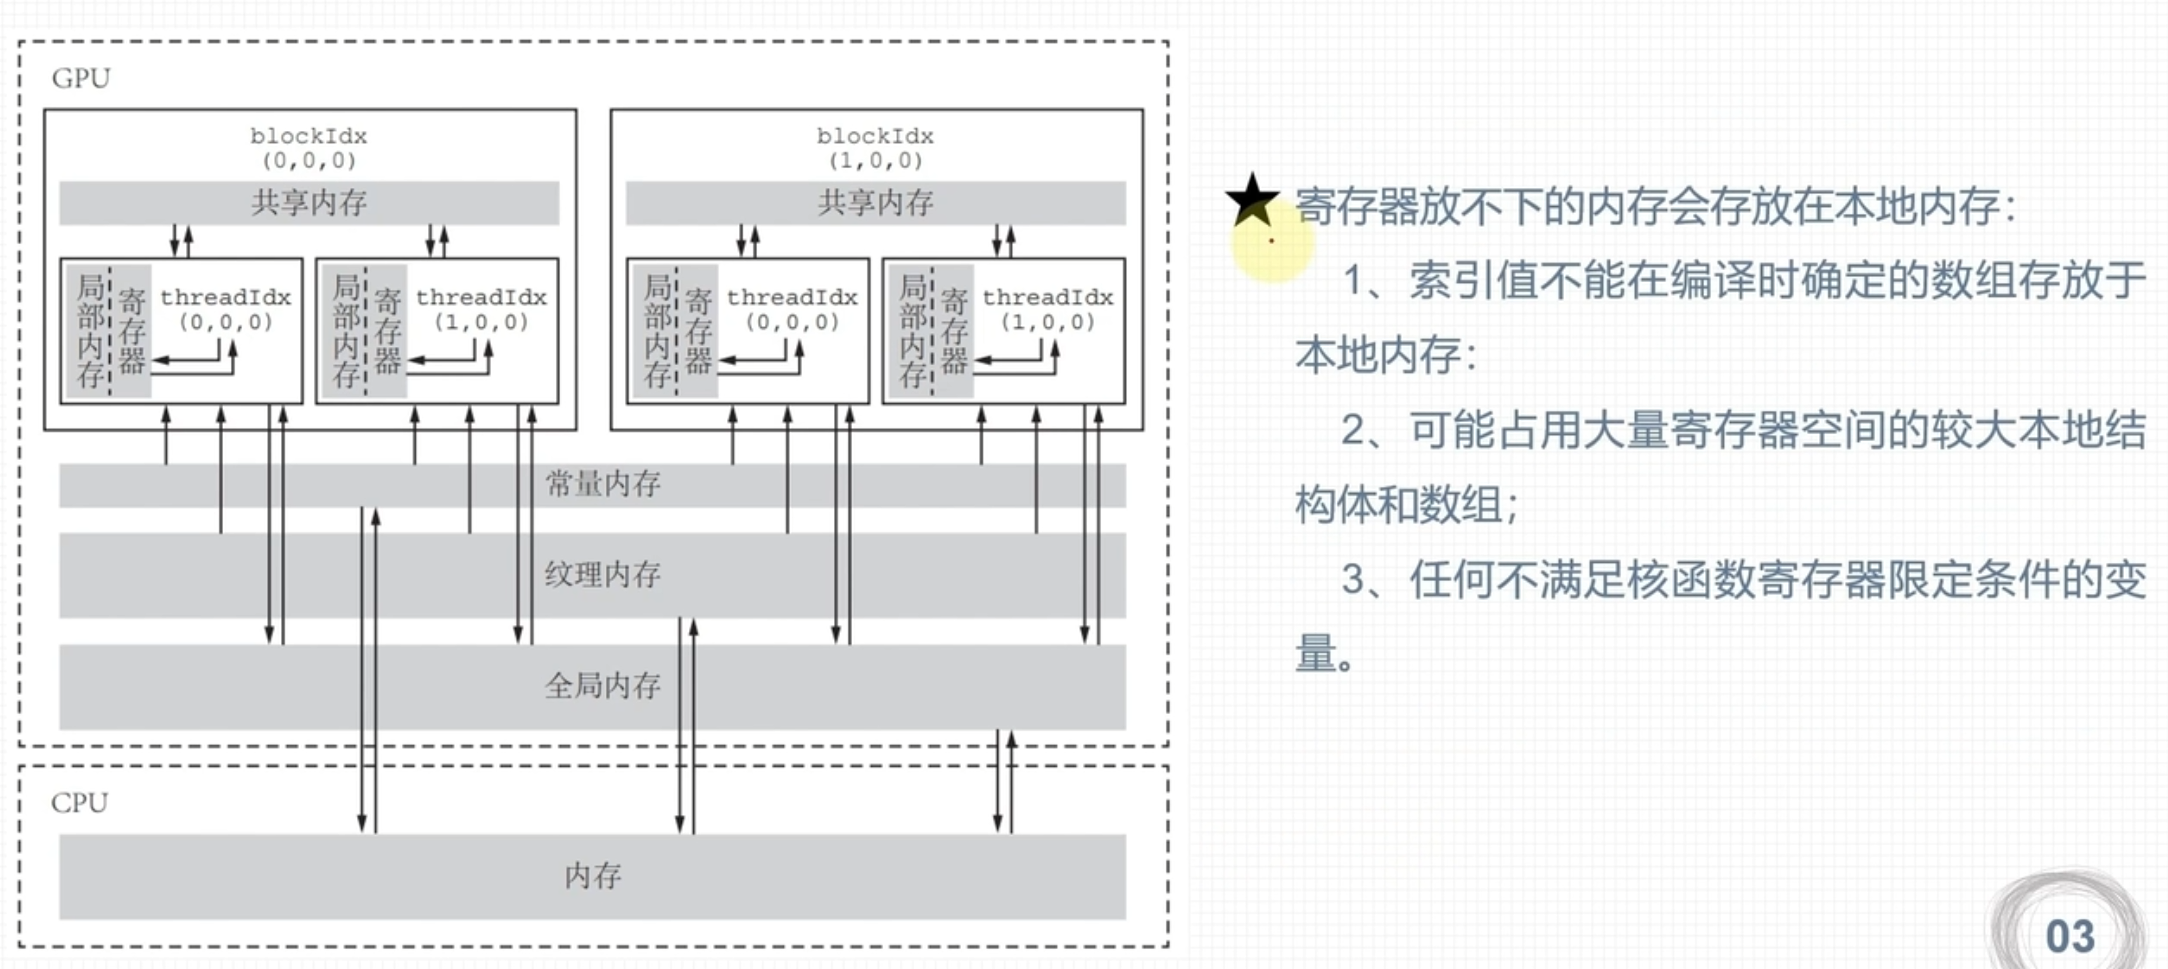 GPU
blockIdx
(0,0,0)
共享内存
局部内存
寄存器
threadIdx
(0,0,0)
局部内存
寄存器
threadIdx
(1,0,0)
blockIdx
(1,0,0)
共享内存
局部内存
寄存器
threadIdx
(0,0,0)
局部内存
寄存器
threadIdx
(1,0,0)
常量内存
纹理内存
全局内存
CPU
内存
寄存器放不下的内存会存放在本地内存：
1、索引值不能在编译时确定的数组存放于
本地内存：
2、可能占用大量寄存器空间的较大本地结
构体和数组；
3、任何不满足核函数寄存器限定条件的变
量。
03